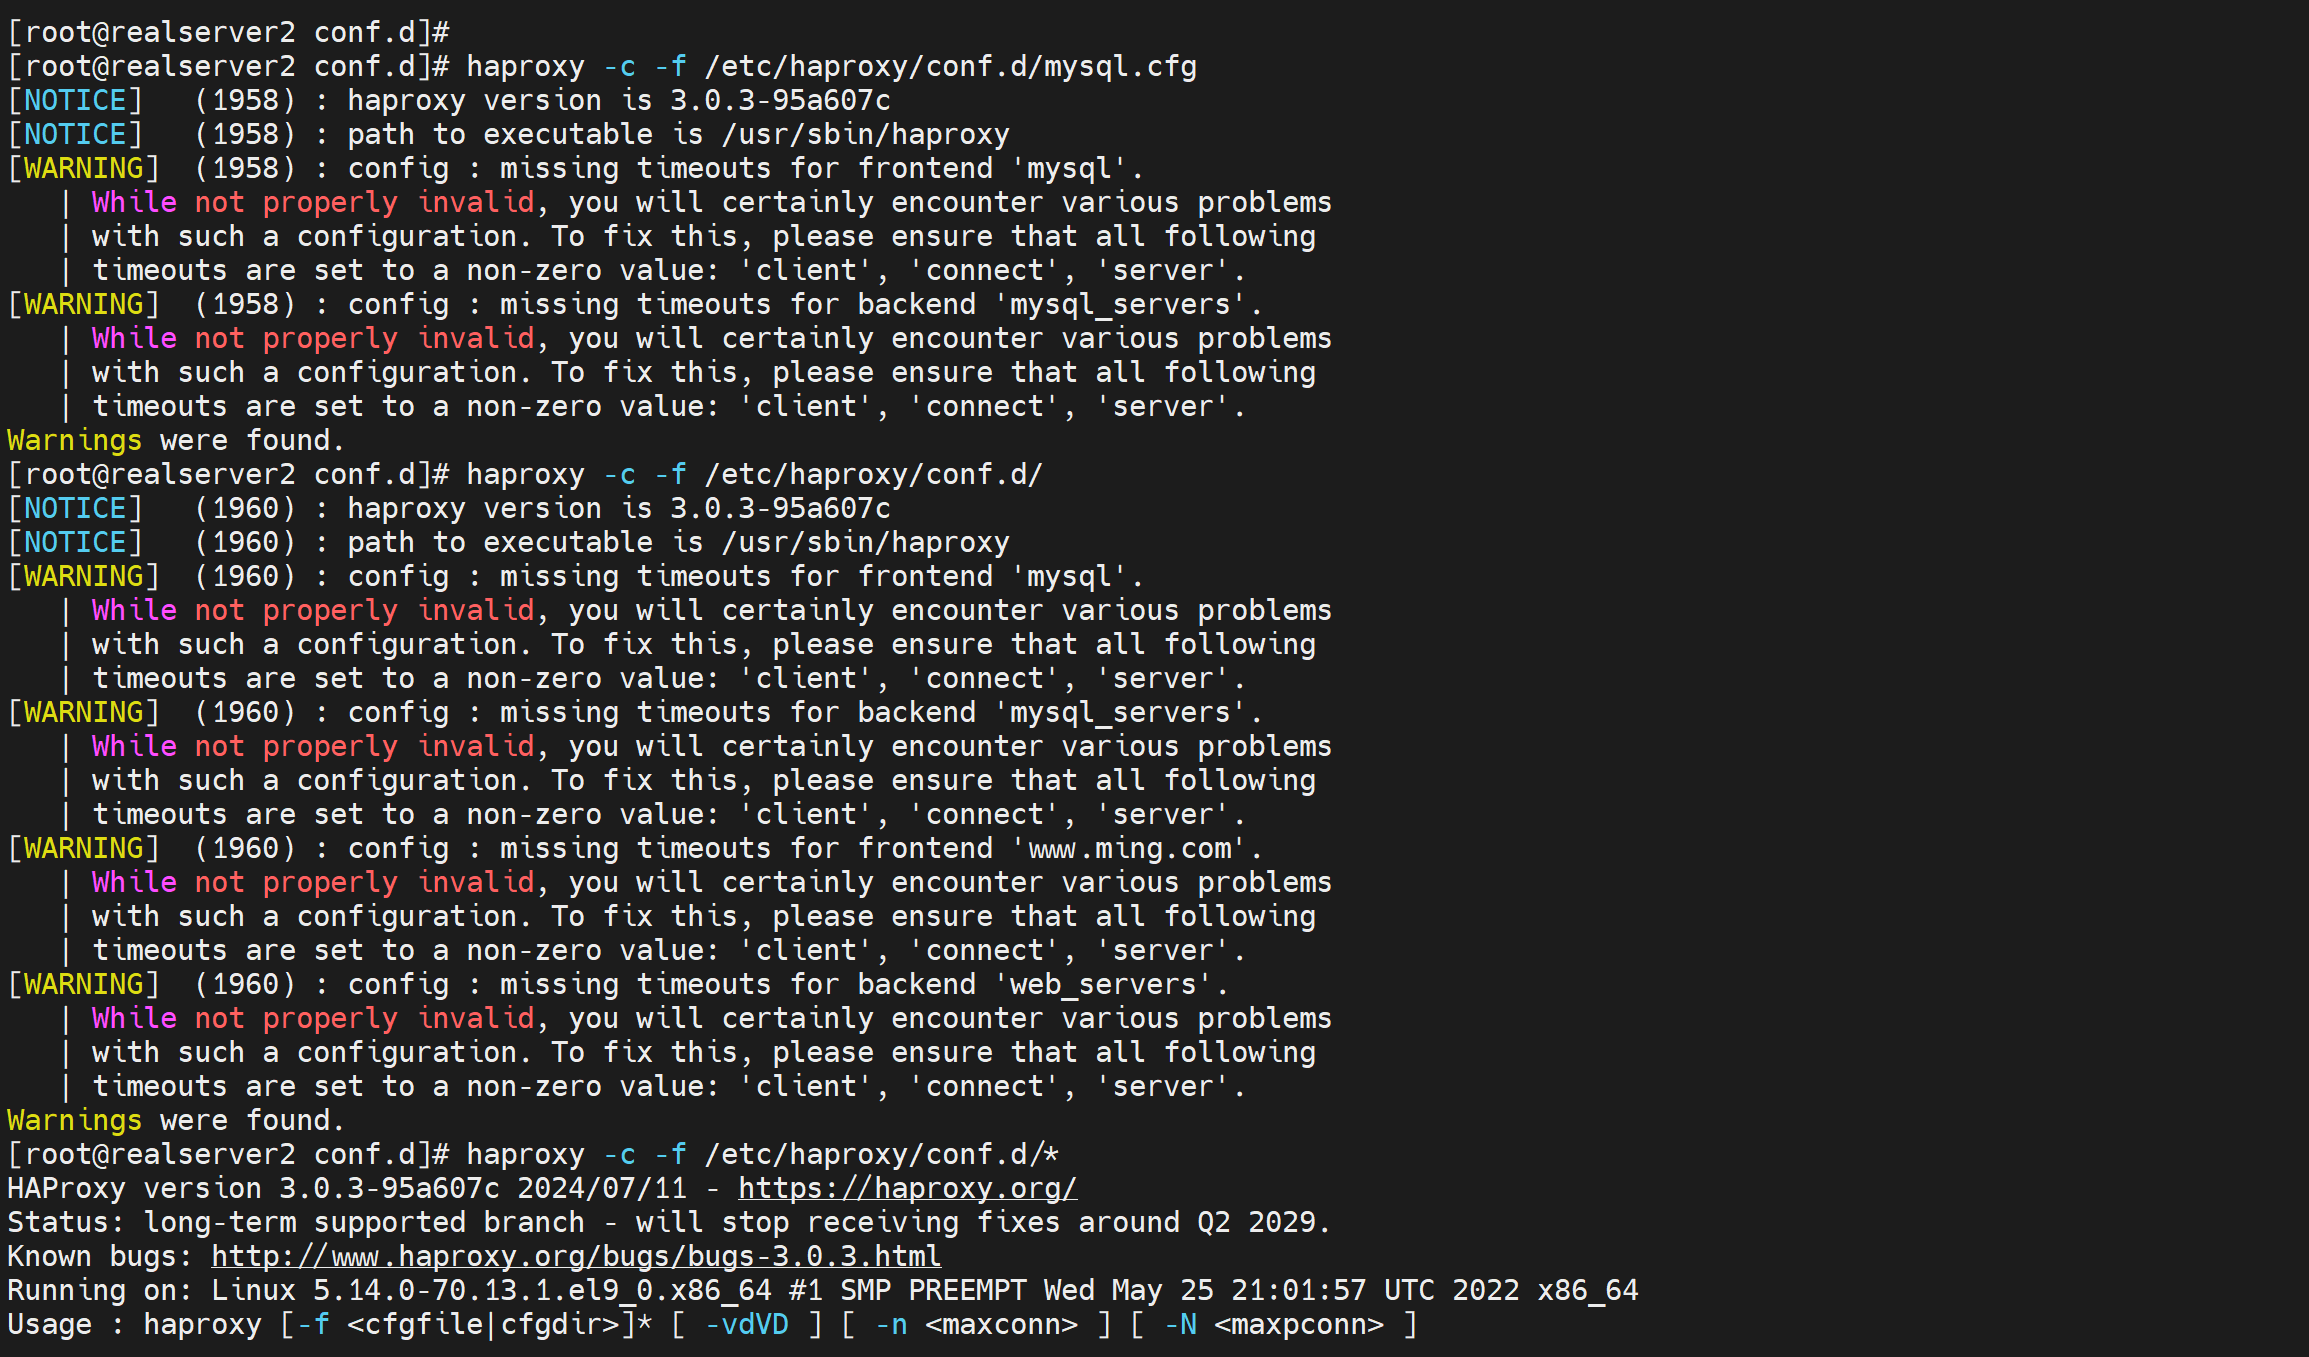 [root@realserver2 conf.d]#
[root@realserver2 conf.d]# haproxy -c -f /etc/haproxy/conf.d/mysql.cfg
[NOTICE]   (1958) : haproxy version is 3.0.3-95a607c
[NOTICE]   (1958) : path to executable is /usr/sbin/haproxy
[WARNING]  (1958) : config : missing timeouts for frontend 'mysql'.
   | While not properly invalid, you will certainly encounter various problems
   | with such a configuration. To fix this, please ensure that all following
   | timeouts are set to a non-zero value: 'client', 'connect', 'server'.
[WARNING]  (1958) : config : missing timeouts for backend 'mysql_servers'.
   | While not properly invalid, you will certainly encounter various problems
   | with such a configuration. To fix this, please ensure that all following
   | timeouts are set to a non-zero value: 'client', 'connect', 'server'.
Warnings were found.
[root@realserver2 conf.d]# haproxy -c -f /etc/haproxy/conf.d/
[NOTICE]   (1960) : haproxy version is 3.0.3-95a607c
[NOTICE]   (1960) : path to executable is /usr/sbin/haproxy
[WARNING]  (1960) : config : missing timeouts for frontend 'mysql'.
   | While not properly invalid, you will certainly encounter various problems
   | with such a configuration. To fix this, please ensure that all following
   | timeouts are set to a non-zero value: 'client', 'connect', 'server'.
[WARNING]  (1960) : config : missing timeouts for backend 'mysql_servers'.
   | While not properly invalid, you will certainly encounter various problems
   | with such a configuration. To fix this, please ensure that all following
   | timeouts are set to a non-zero value: 'client', 'connect', 'server'.
[WARNING]  (1960) : config : missing timeouts for frontend 'www.ming.com'.
   | While not properly invalid, you will certainly encounter various problems
   | with such a configuration. To fix this, please ensure that all following
   | timeouts are set to a non-zero value: 'client', 'connect', 'server'.
[WARNING]  (1960) : config : missing timeouts for backend 'web_servers'.
   | While not properly invalid, you will certainly encounter various problems
   | with such a configuration. To fix this, please ensure that all following
   | timeouts are set to a non-zero value: 'client', 'connect', 'server'.
Warnings were found.
[root@realserver2 conf.d]# haproxy -c -f /etc/haproxy/conf.d/*
HAProxy version 3.0.3-95a607c 2024/07/11 - https://haproxy.org/
Status: long-term supported branch - will stop receiving fixes around Q2 2029.
Known bugs: http://www.haproxy.org/bugs/bugs-3.0.3.html
Running on: Linux 5.14.0-70.13.1.el9_0.x86_64 #1 SMP PREEMPT Wed May 25 21:01:57 UTC 2022 x86_64
Usage : haproxy [-f <cfgfile|cfgdir>]* [ -vdVD ] [ -n <maxconn> ] [ -N <maxpconn> ]